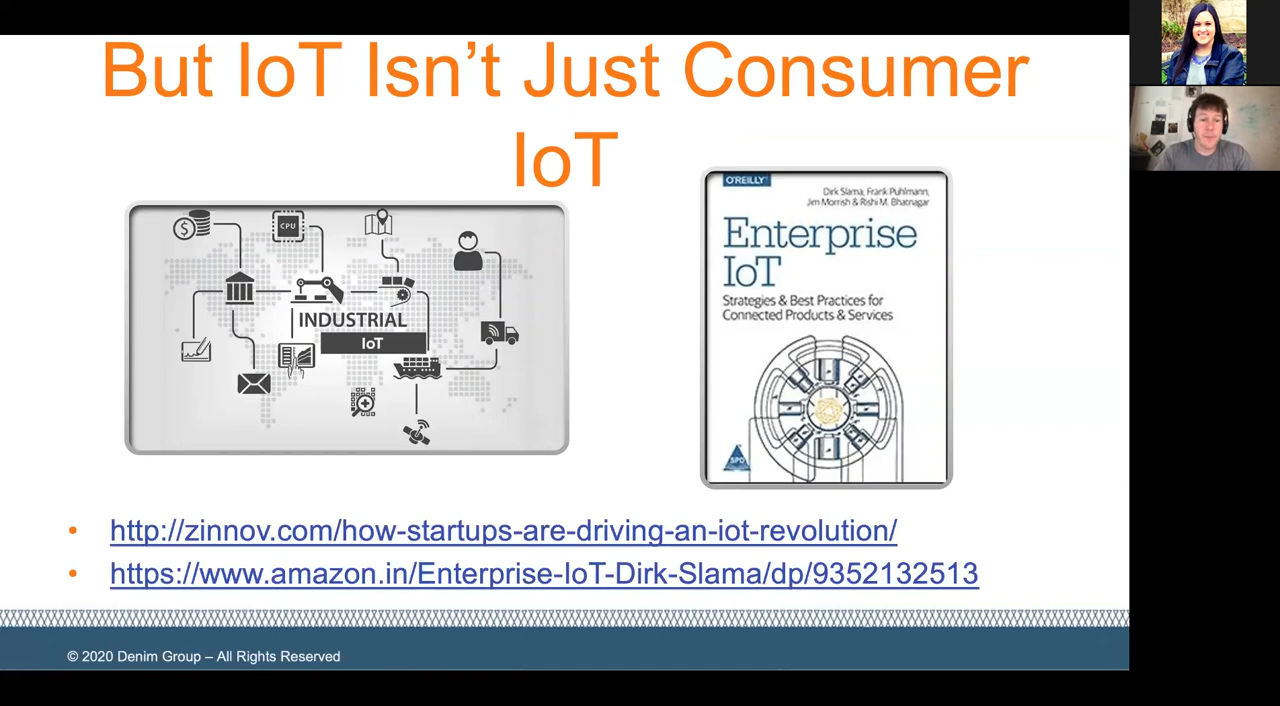 But IoT Isn’t Just Consumer
IoT
$
CPU
INDUSTRIAL
IoT
O'REILLY®
Dirk Slama, Frank Puhlmann,
Jim Morrish & Rishi M. Bhatnagar
Enterprise
IoT
Strategies & Best Practices for
Connected Products & Services
SPD
• http://zinnov.com/how-startups-are-driving-an-iot-revolution/
• https://www.amazon.in/Enterprise-IoT-Dirk-Slama/dp/9352132513
© 2020 Denim Group – All Rights Reserved